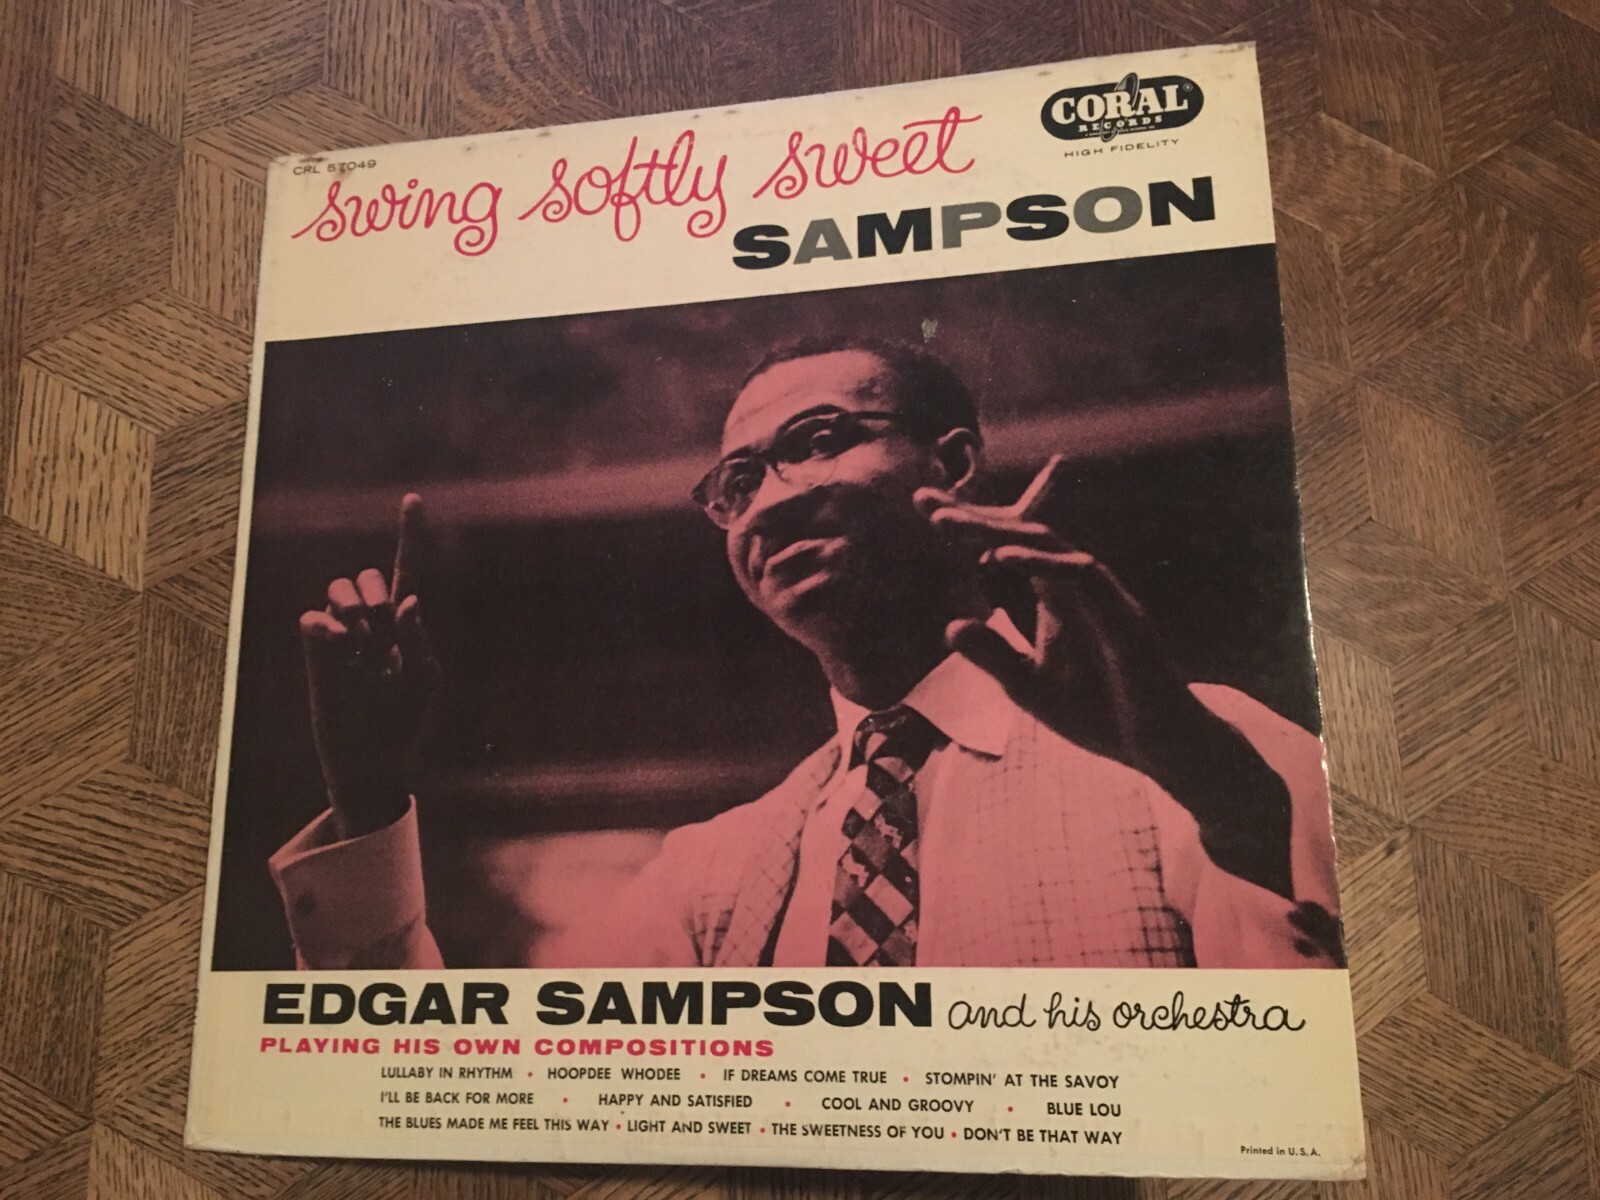 CRL 57049
CORAL
RECORDS
HIGH FIDELITY
swing softly sweet
SAMPSON
EDGAR SAMPSON and his orchestra
PLAYING HIS OWN COMPOSITIONS
LULLABY IN RHYTHM • HOOPDEE WHODEE • IF DREAMS COME TRUE • STOMPIN' AT THE SAVOY
I'LL BE BACK FOR MORE • HAPPY AND SATISFIED • COOL AND GROOVY • BLUE LOU
THE BLUES MADE ME FEEL THIS WAY • LIGHT AND SWEET • THE SWEETNESS OF YOU • DON'T BE THAT WAY
Printed in U.S.A.